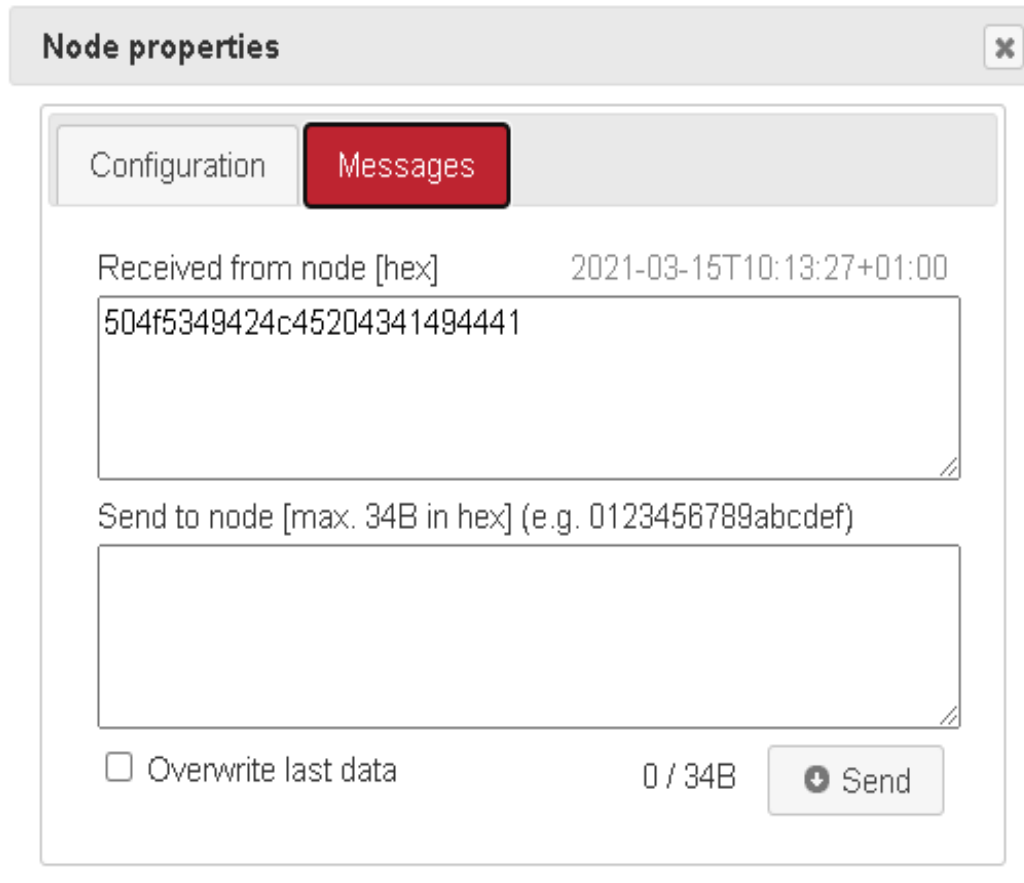 Node properties
Configuration
Messages
Received from node [hex]
2021-03-15T10:13:27+01:00
504f5349424c45204341494441
Send to node [max. 34B in hex] (e.g. 0123456789abcdef)
Overwrite last data
0 / 34B
Send